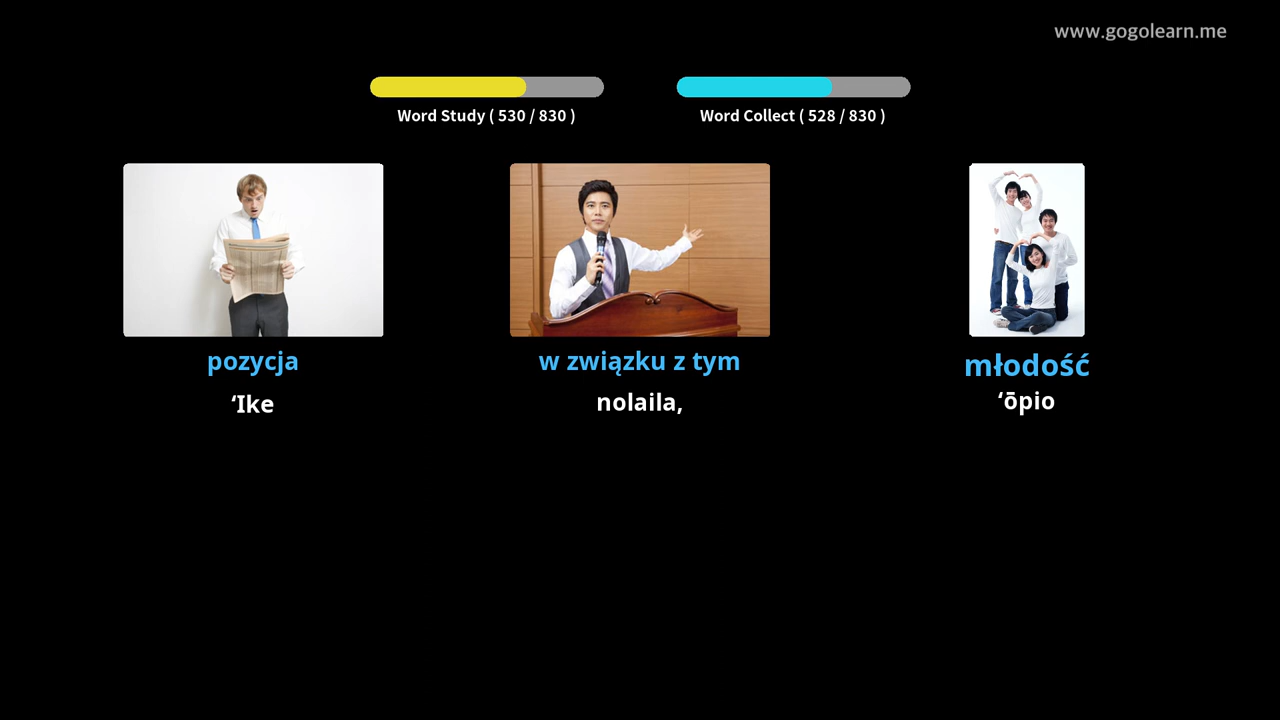 www.gogolearn.me
Word Study ( 530 / 830 )
Word Collect ( 528 / 830 )
pozycja
w związku z tym
młodość
ʻIke
nolaila,
ʻōpio